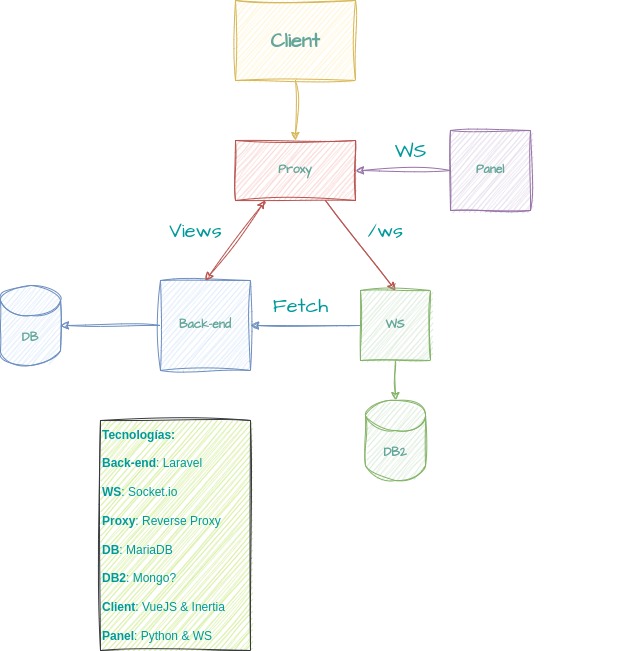 Client
WS
Proxy
Panel
Views
/ws
Fetch
Back-end
WS
DB
DB2
Tecnologías:
Back-end: Laravel
WS: Socket.io
Proxy: Reverse Proxy
DB: MariaDB
DB2: Mongo?
Client: VueJS & Inertia
Panel: Python & WS